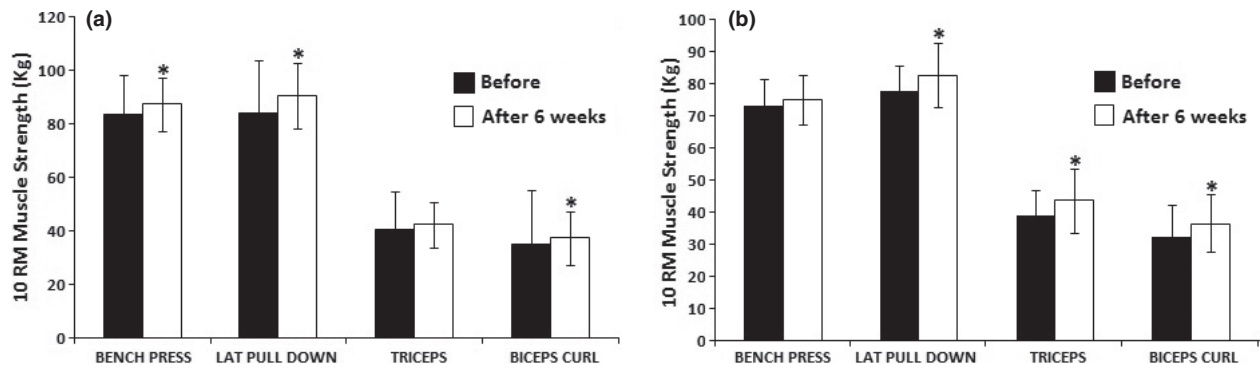 (a)
10 RM Muscle Strength (Kg)
120
100
80
60
40
20
0
* * *
Before
After 6 weeks
BENCH PRESS LAT PULL DOWN TRICEPS BICEPS CURL
(b)
10 RM Muscle Strength (Kg)
100
90
80
70
60
50
40
30
20
10
0
* * *
Before
After 6 weeks
BENCH PRESS LAT PULL DOWN TRICEPS BICEPS CURL